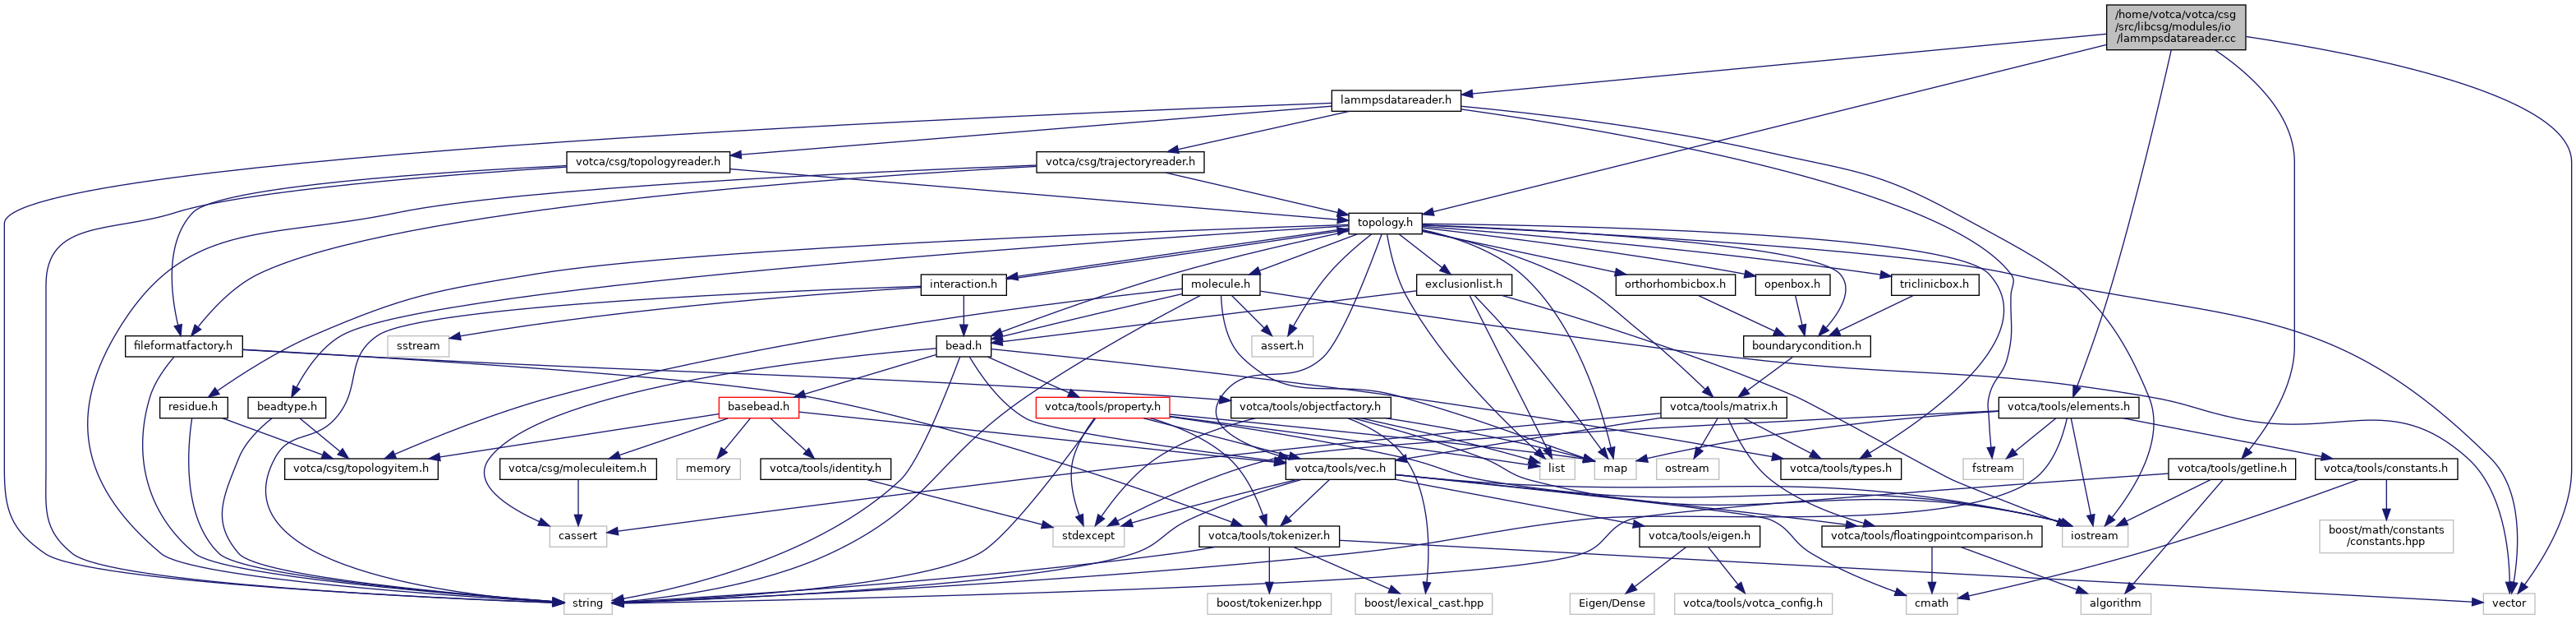 /home/votca/votca/csg
/src/libcsg/modules/io
/lammpsdatareader.cc
lammpsdatareader.h
votca/csg/topologyreader.h
votca/csg/trajectoryreader.h
topology.h
interaction.h
molecule.h
exclusionlist.h
orthorhombicbox.h
openbox.h
triclinicbox.h
fileformatfactory.h
sstream
bead.h
assert.h
boundarycondition.h
residue.h
beadtype.h
basebead.h
votca/tools/property.h
votca/tools/objectfactory.h
votca/tools/matrix.h
votca/tools/elements.h
votca/csg/topologyitem.h
votca/csg/moleculeitem.h
memory
votca/tools/identity.h
votca/tools/vec.h
list
map
ostream
votca/tools/types.h
fstream
votca/tools/getline.h
votca/tools/constants.h
cassert
stdexcept
votca/tools/tokenizer.h
votca/tools/eigen.h
votca/tools/floatingpointcomparison.h
iostream
boost/math/constants
/constants.hpp
string
boost/tokenizer.hpp
boost/lexical_cast.hpp
Eigen/Dense
votca/tools/votca_config.h
cmath
algorithm
vector